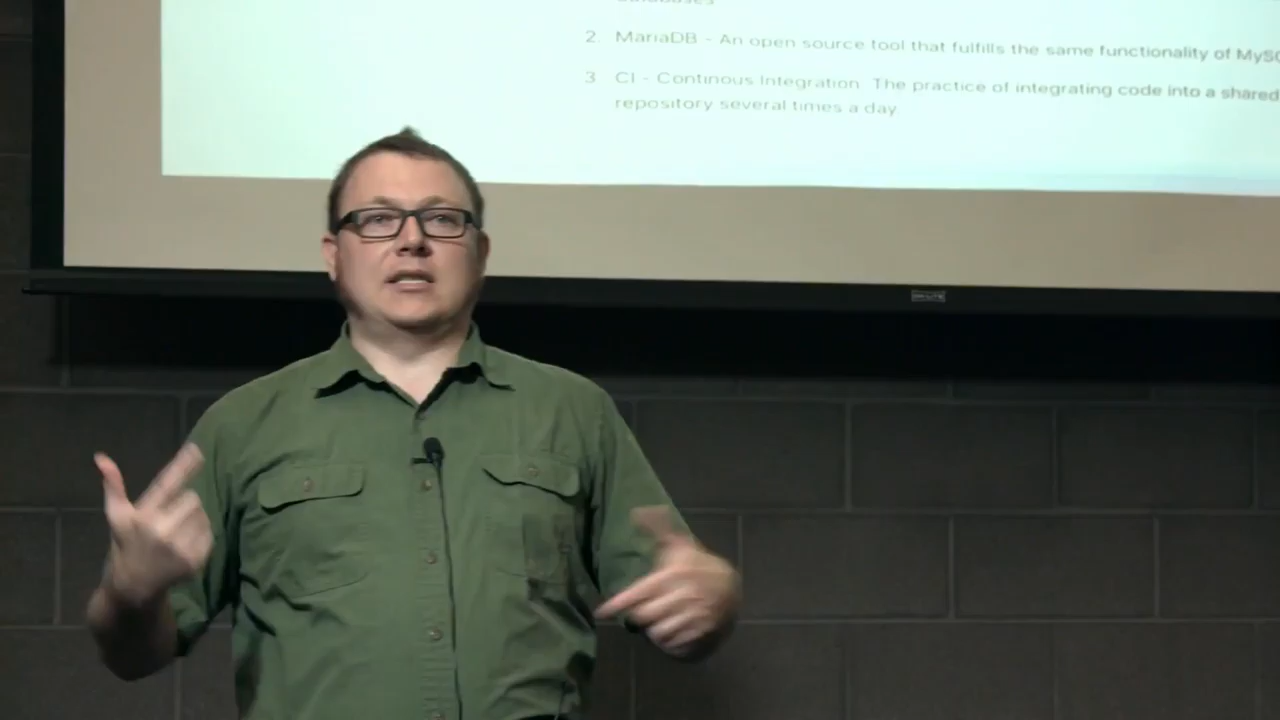 2. MariaDB - An open source tool that fulfills the same functionality of MySQ
3 CI - Continous Integration. The practice of integrating code into a shared
repository several times a day.